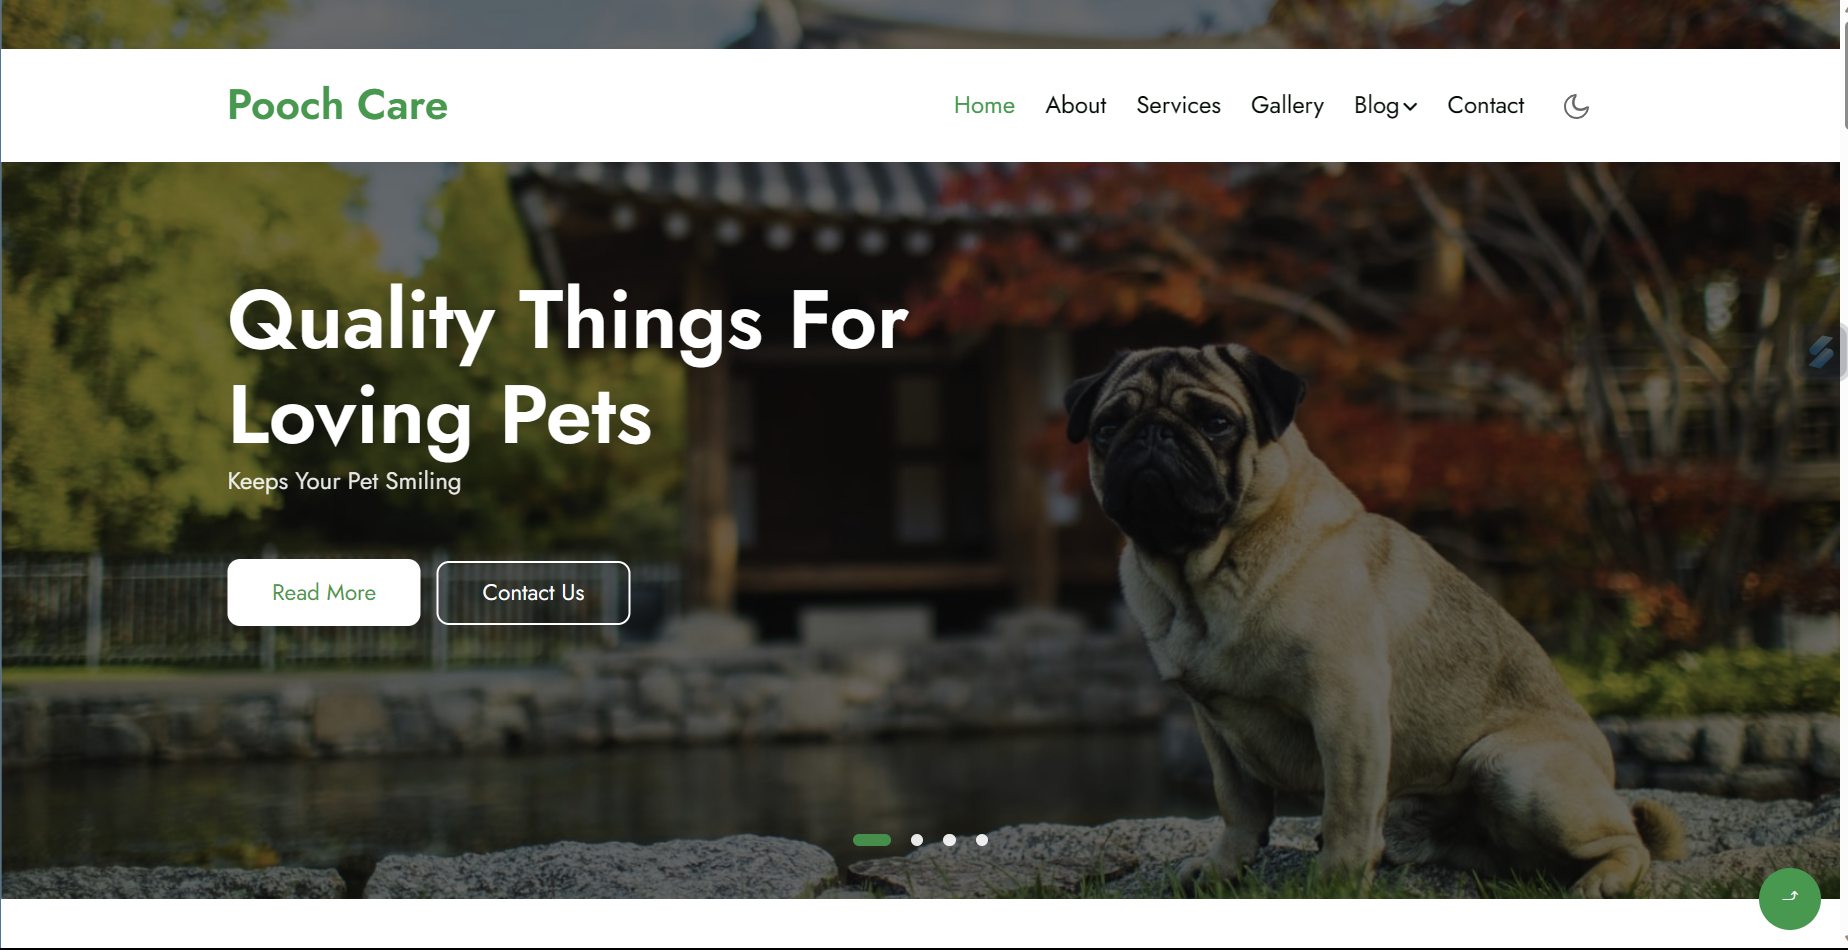 Pooch Care
Home About Services Gallery Blog Contact
Quality Things For
Loving Pets
Keeps Your Pet Smiling
Read More Contact Us